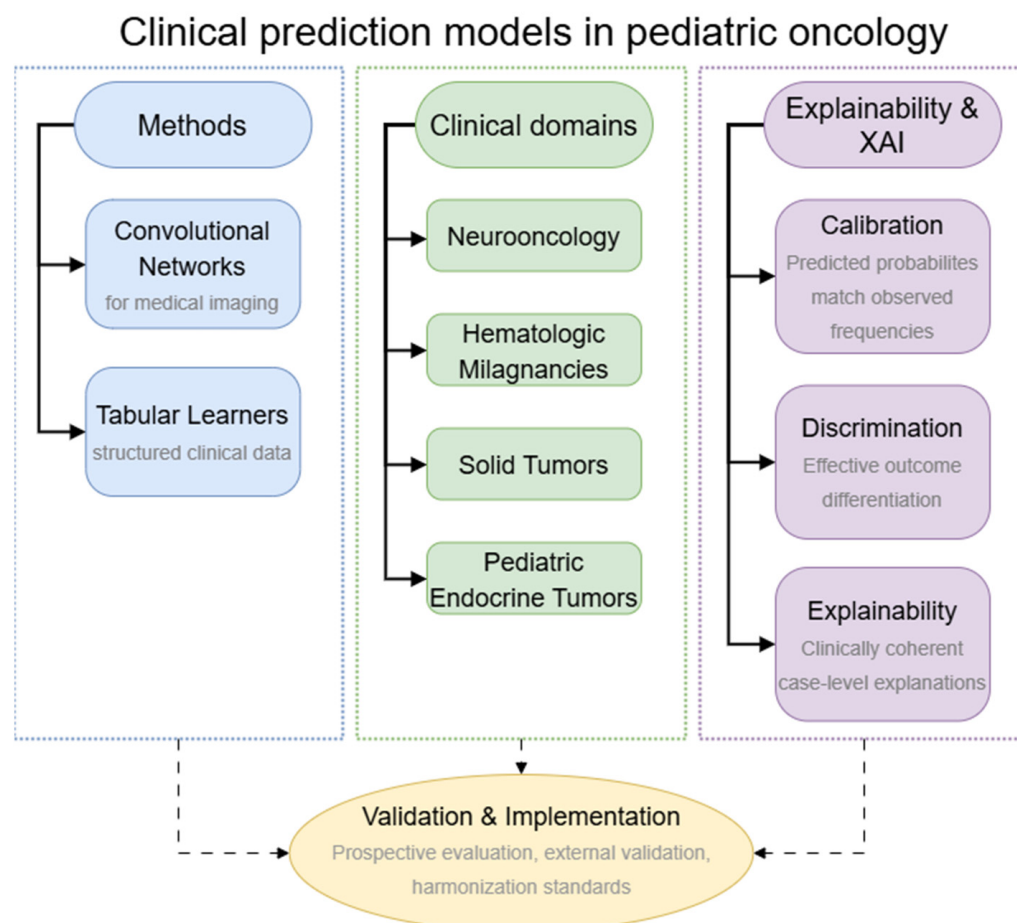 Clinical prediction models in pediatric oncology
Methods
Convolutional
Networks
for medical imaging
Tabular Learners
structured clinical data
Clinical domains
Neurooncology
Hematologic
Milagnancies
Solid Tumors
Pediatric
Endocrine Tumors
Explainability &
XAI
Calibration
Predicted probabilites
match observed
frequencies
Discrimination
Effective outcome
differentiation
Explainability
Clinically coherent
case-level explanations
Validation & Implementation
Prospective evaluation, external validation,
harmonization standards